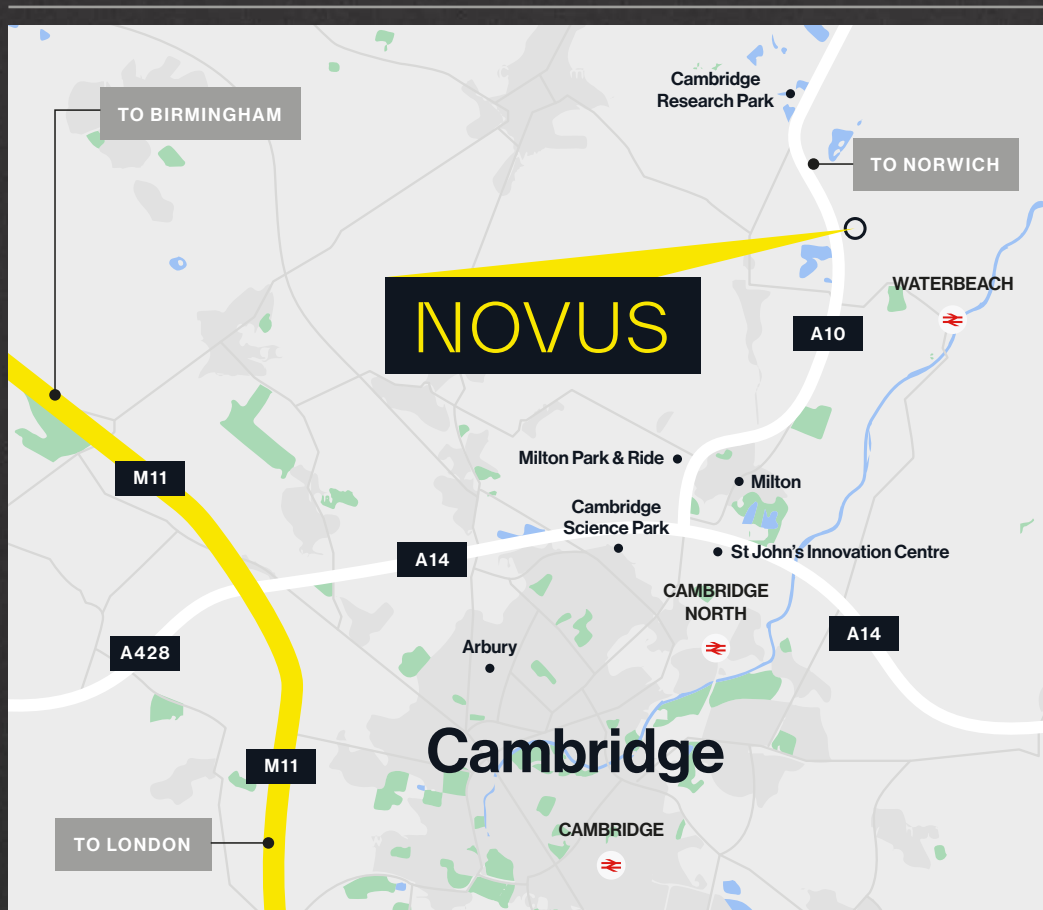 Cambridge
Research Park
TO BIRMINGHAM
TO NORWICH
WATERBEACH
NOVUS
A10
Milton Park & Ride
M11
Milton
Cambridge
Science Park
A14
St John's Innovation Centre
CAMBRIDGE
NORTH
A14
A428
Arbury
Cambridge
M11
CAMBRIDGE
TO LONDON